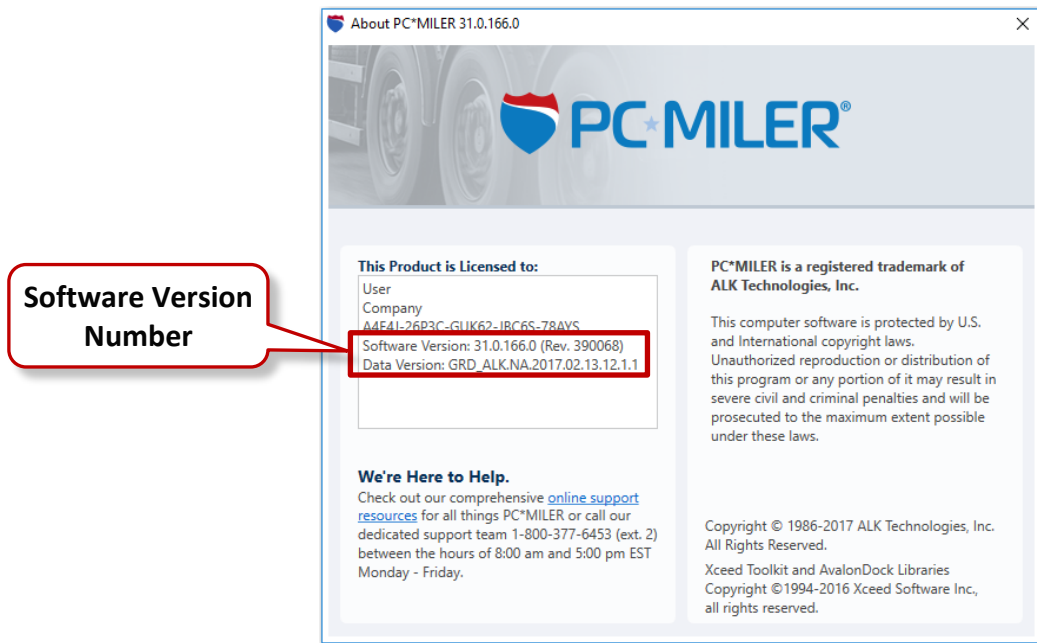 About PC*MILER 31.0.166.0
PC★MILER®
Software Version
Number
This Product is Licensed to:
User
Company
A4F4J-26P3C-GUK62-JBC6S-78AYS
Software Version: 31.0.166.0 (Rev. 390068)
Data Version: GRD_ALK.NA.2017.02.13.12.1.1
We're Here to Help.
Check out our comprehensive online support
resources for all things PC*MILER or call our
dedicated support team 1-800-377-6453 (ext. 2)
between the hours of 8:00 am and 5:00 pm EST
Monday - Friday.
PC*MILER is a registered trademark of
ALK Technologies, Inc.
This computer software is protected by U.S.
and International copyright laws.
Unauthorized reproduction or distribution of
this program or any portion of it may result in
severe civil and criminal penalties and will be
prosecuted to the maximum extent possible
under these laws.
Copyright © 1986-2017 ALK Technologies, Inc.
All Rights Reserved.
Xceed Toolkit and AvalonDock Libraries
Copyright ©1994-2016 Xceed Software Inc.,
all rights reserved.